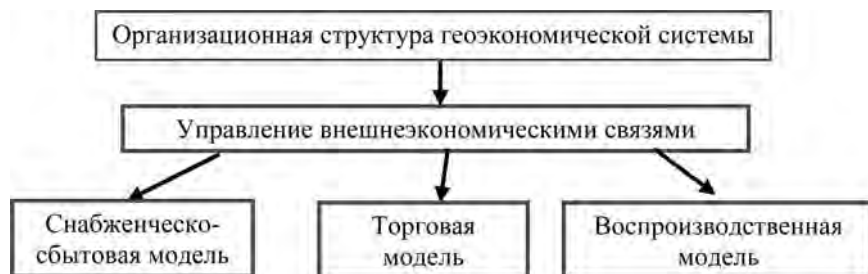 Организационная структура геоэкономической системы
Управление внешнеэкономическими связями
Снабженческо-
сбытовая модель
Торговая
модель
Воспроизводственная
модель